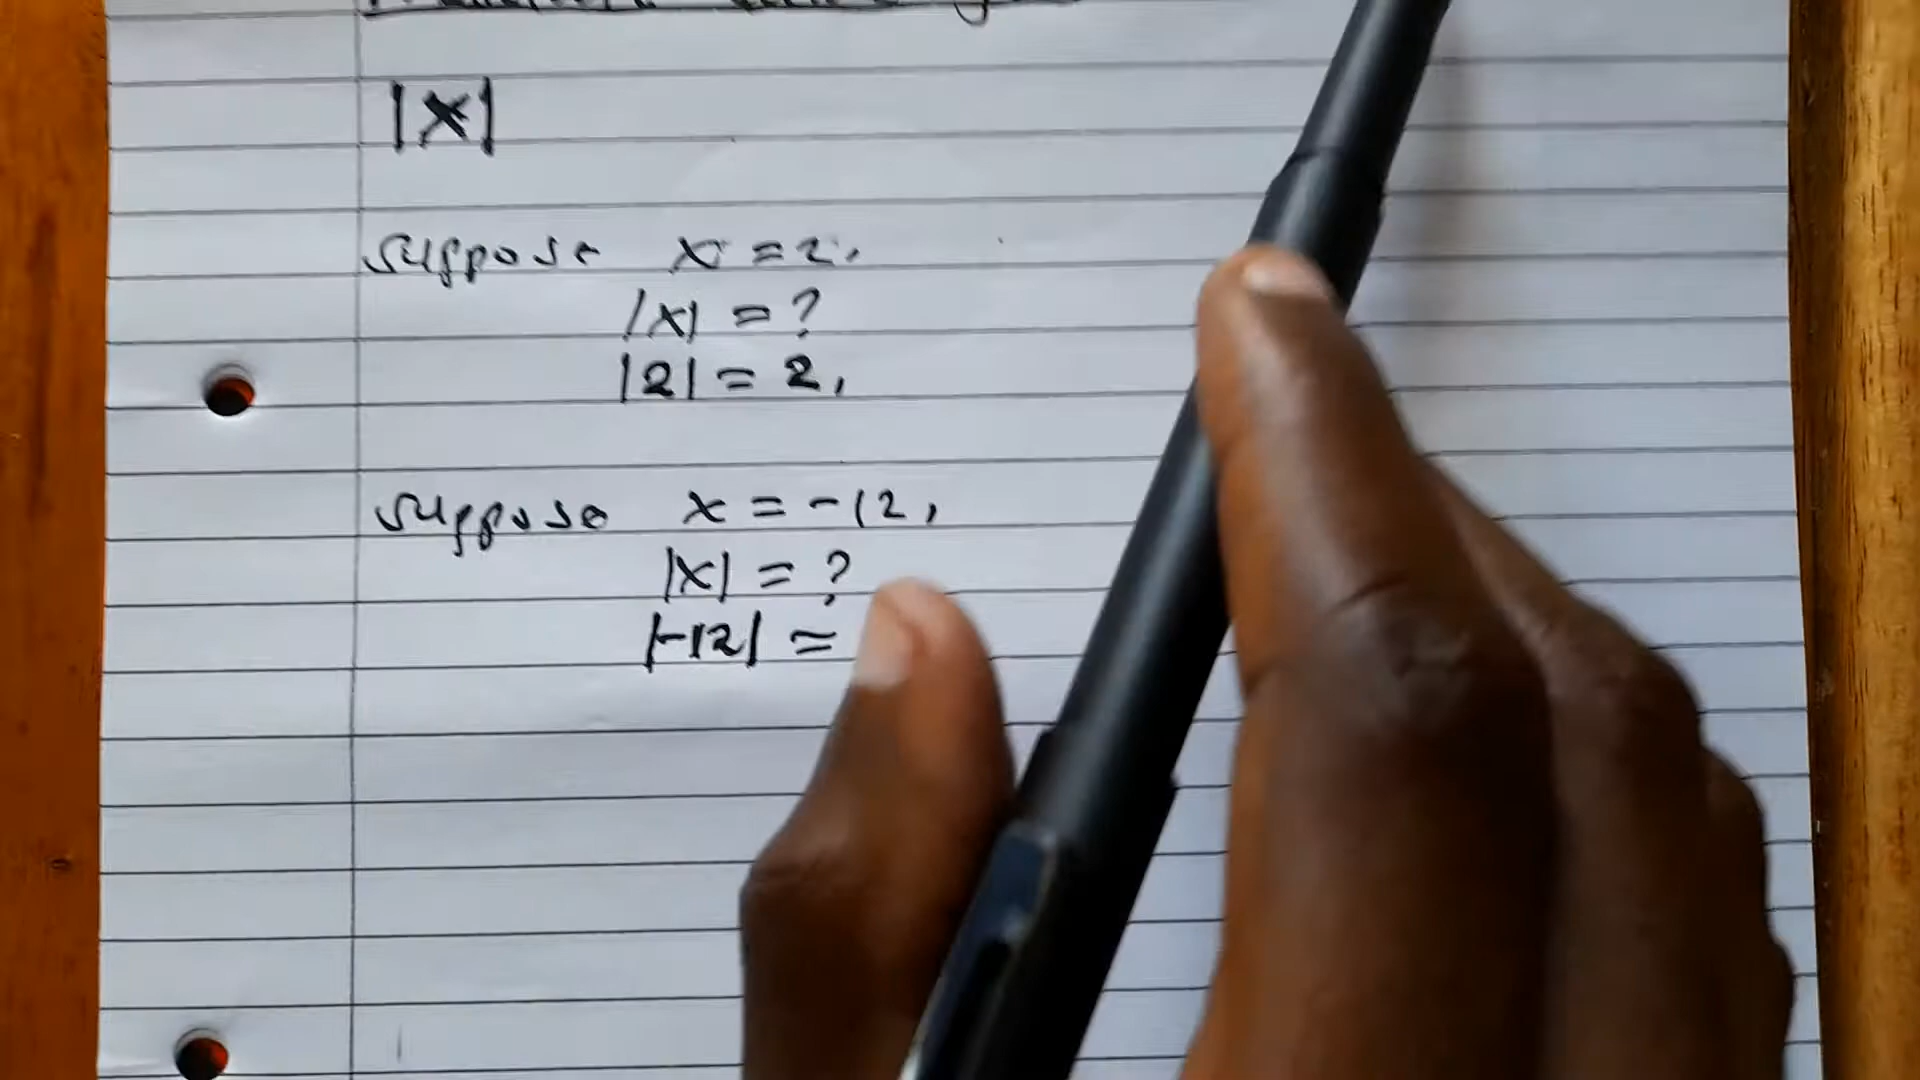 |x|
suppose x = 2,
|x| = ?
|2| = 2,
suppose x = -12,
|x| = ?
|-12| =